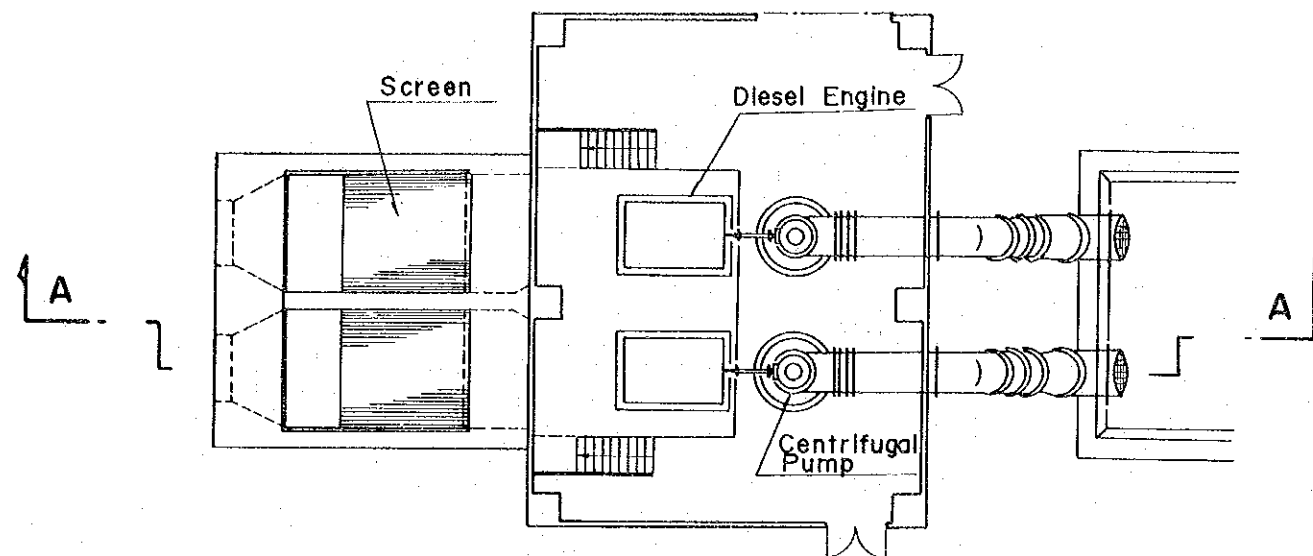 Screen
Diesel Engine
A
A
Centrifugal
Pump